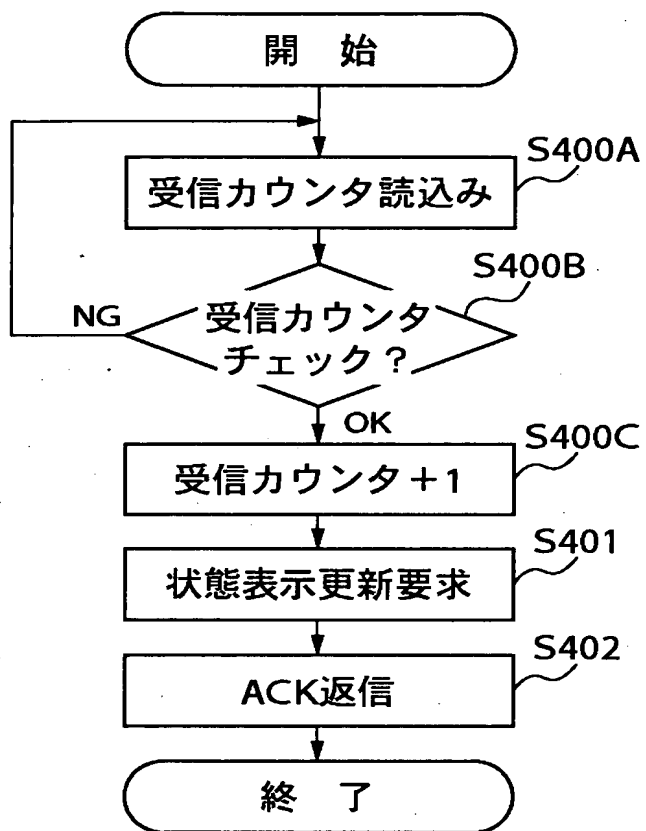 開 始
S400A
受信カウンタ読込み
S400B
NG
受信カウンタ
チェック？
OK
S400C
受信カウンタ＋1
S401
状態表示更新要求
S402
ACK返信
終 了